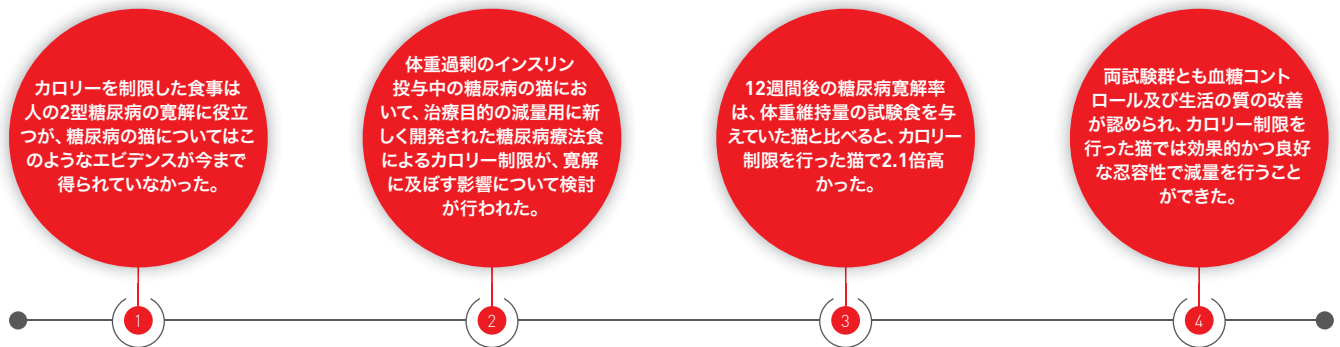 カロリーを制限した食事は
人の2型糖尿病の寛解に役立
つが、糖尿病の猫についてはこ
のようなエビデンスが今まで
得られていなかった。
体重過剰のインスリン
投与中の糖尿病の猫にお
いて、治療目的の減量用に新
しく開発された糖尿病療法食
によるカロリー制限が、寛解
に及ぼす影響について検討
が行われた。
12週間後の糖尿病寛解率
は、体重維持量の試験食を与
えていた猫と比べると、カロリー
制限を行った猫で2.1倍高
かった。
両試験群とも血糖コント
ロール及び生活の質の改善
が認められ、カロリー制限を
行った猫では効果的かつ良好
な忍容性で減量を行うこと
ができた。
1
2
3
4